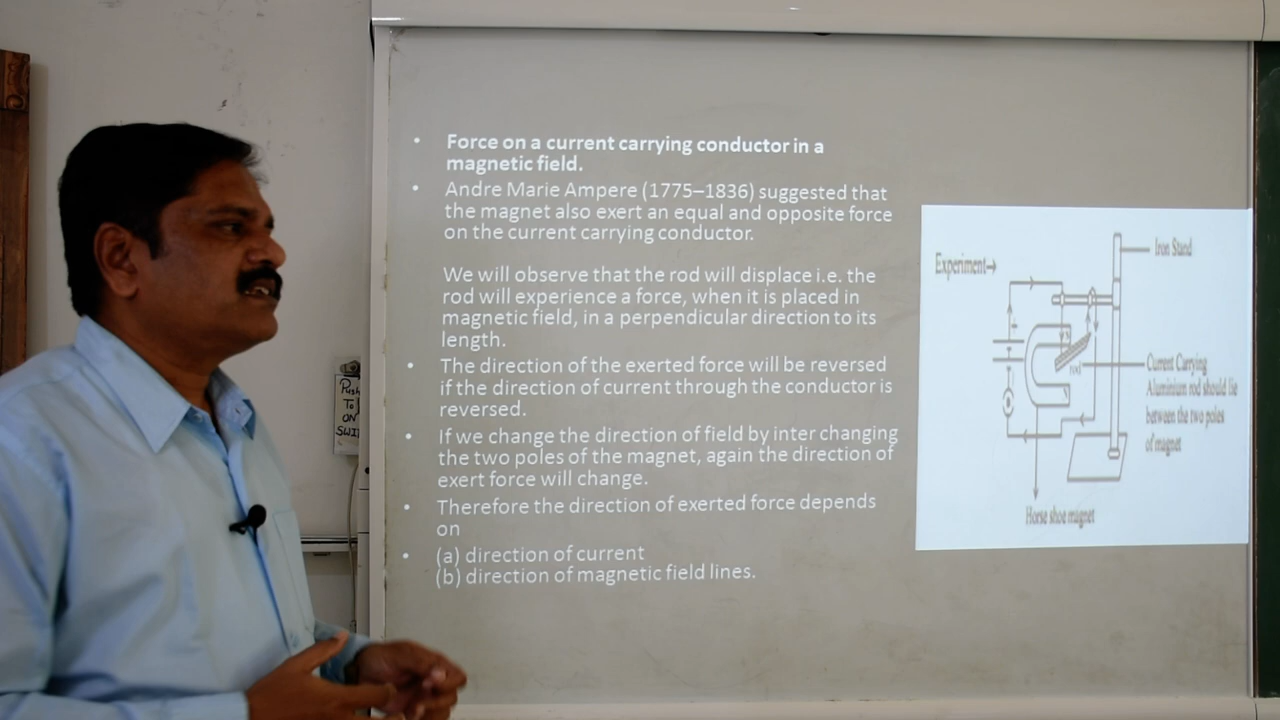 • Force on a current carrying conductor in a
magnetic field.
• Andre Marie Ampere (1775–1836) suggested that
the magnet also exert an equal and opposite force
on the current carrying conductor.
We will observe that the rod will displace i.e. the
rod will experience a force, when it is placed in
magnetic field, in a perpendicular direction to its
length.
• The direction of the exerted force will be reversed
if the direction of current through the conductor is
reversed.
• If we change the direction of field by inter changing
the two poles of the magnet, again the direction of
exert force will change.
• Therefore the direction of exerted force depends
on
• (a) direction of current
(b) direction of magnetic field lines.
Experiment→
Iron Stand
rod
Current Carrying
Aluminium rod should lie
between the two poles
of magnet
Horse shoe magnet
Push
To
ON